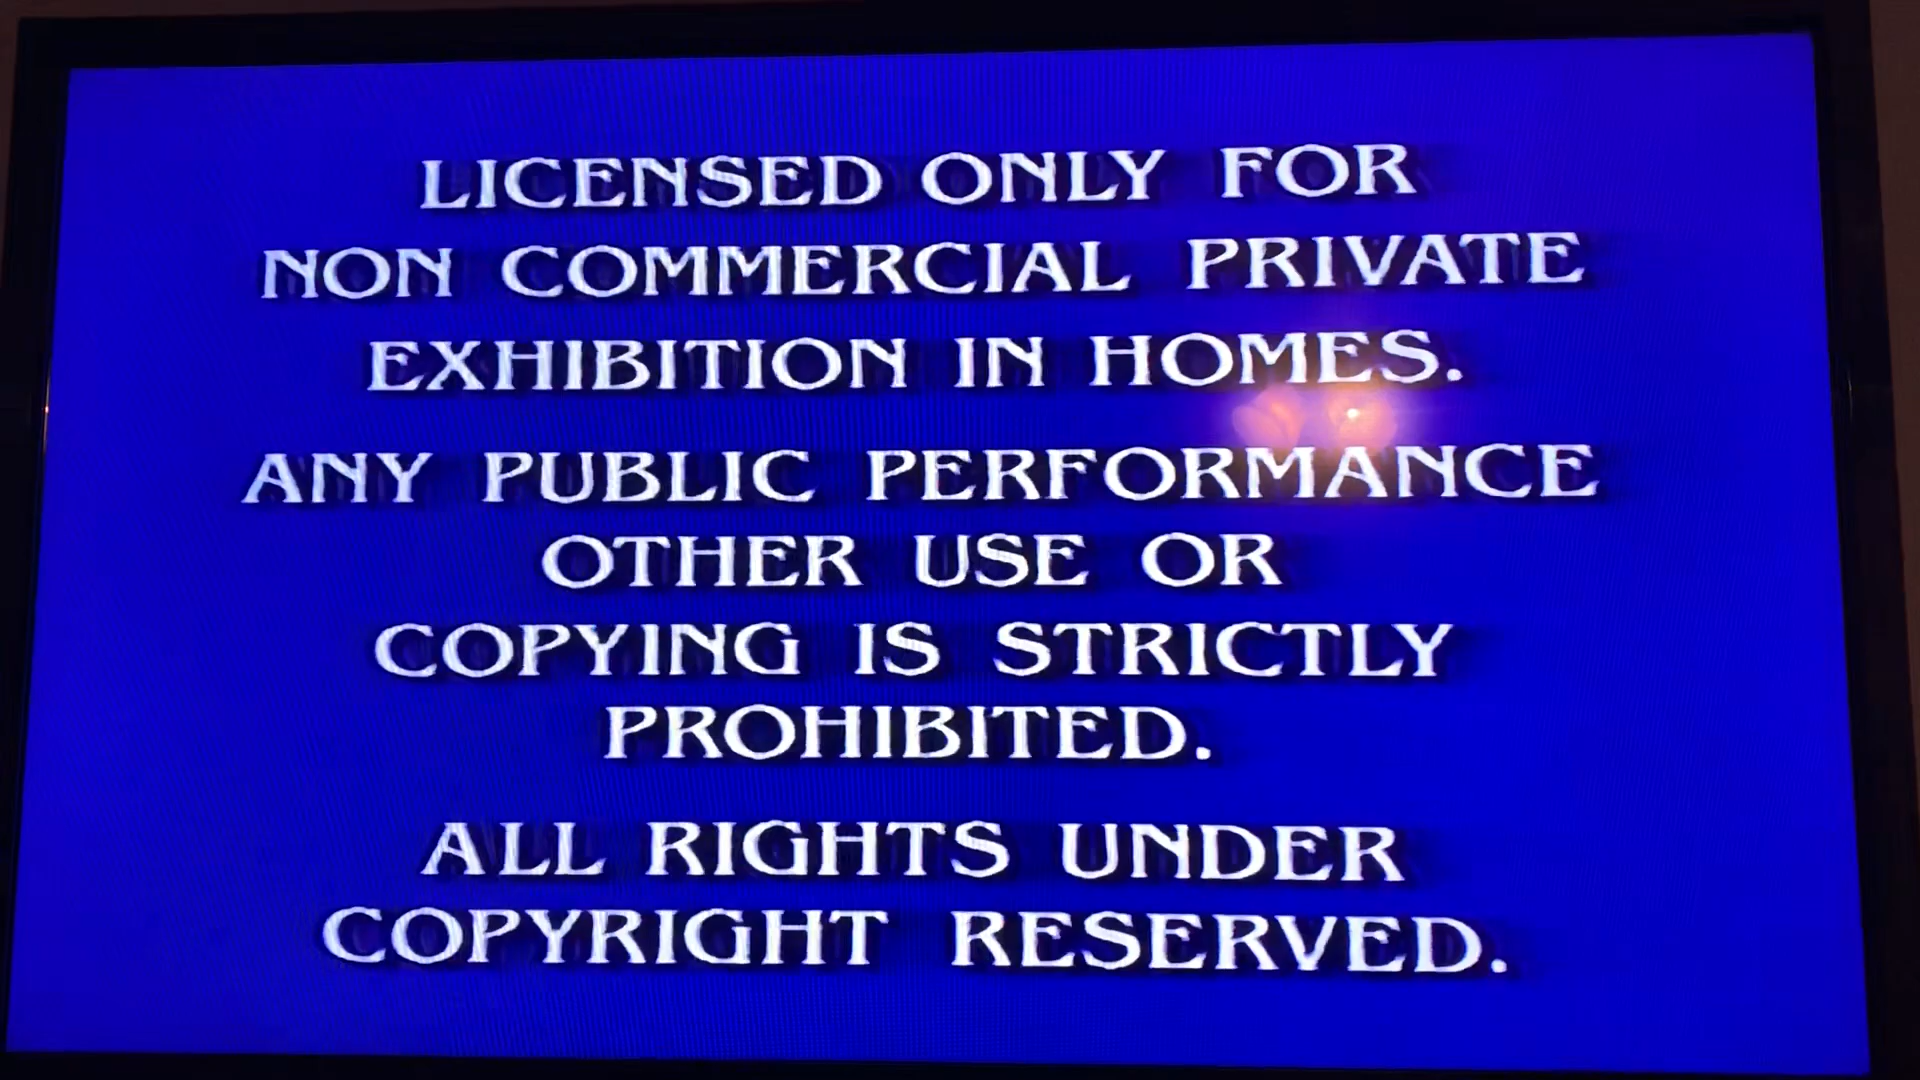 LICENSED ONLY FOR
NON COMMERCIAL PRIVATE
EXHIBITION IN HOMES.
ANY PUBLIC PERFORMANCE
OTHER USE OR
COPYING IS STRICTLY
PROHIBITED.
ALL RIGHTS UNDER
COPYRIGHT RESERVED.